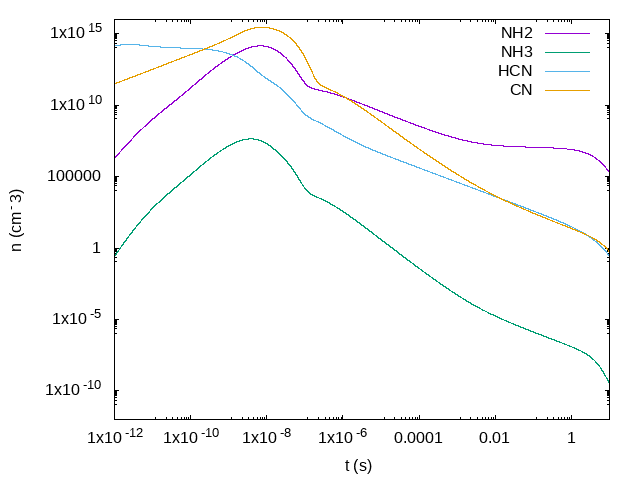 1x10^15
1x10^10
100000
1
1x10^-5
1x10^-10
n (cm^-3)
NH2
NH3
HCN
CN
1x10^-12 1x10^-10 1x10^-8 1x10^-6 0.0001 0.01 1
t (s)